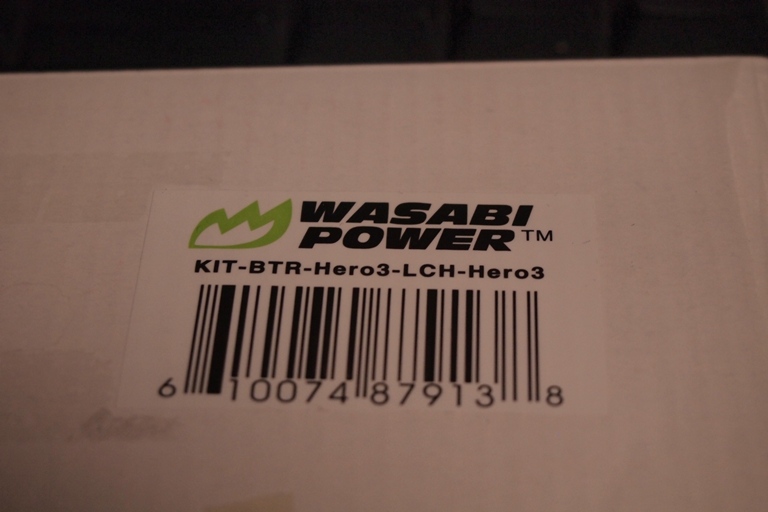 WASABI
POWER™
KIT-BTR-Hero3-LCH-Hero3
6 10074 87913 8